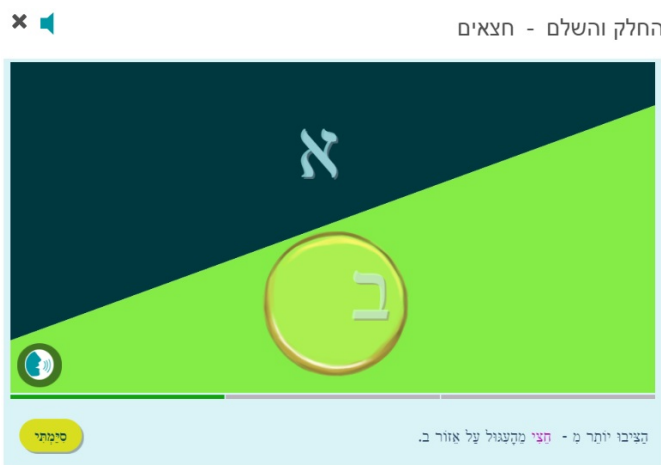 החלק והשלם - חצאים
א
ב
הַצִּיבוּ יוֹתֵר מִ - חֲצִי מֵהָעִגּוּל עַל אֵזוֹר ב.
סִיַּמְתִּי